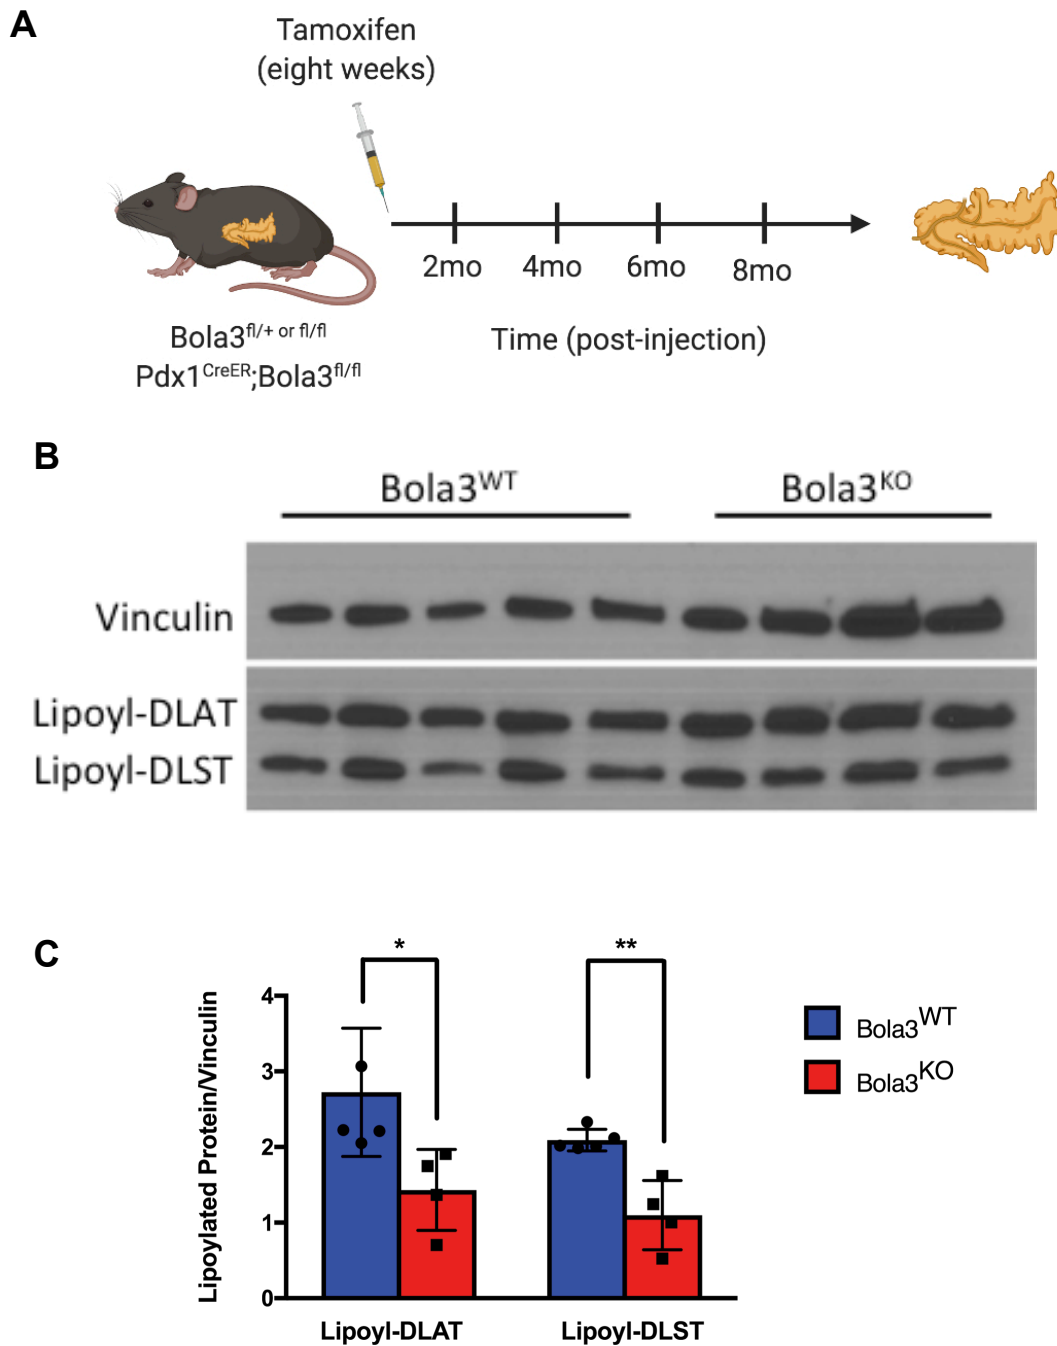 A
Tamoxifen
(eight weeks)
2mo 4mo 6mo 8mo
Time (post-injection)
Bola3fl/+ or fl/fl
Pdx1CreER;Bola3fl/fl
B
Bola3WT Bola3KO
Vinculin
Lipoyl-DLAT
Lipoyl-DLST
C
* **
Lipoylated Protein/Vinculin
4
3
2
1
0
Lipoyl-DLAT Lipoyl-DLST
Bola3WT
Bola3KO